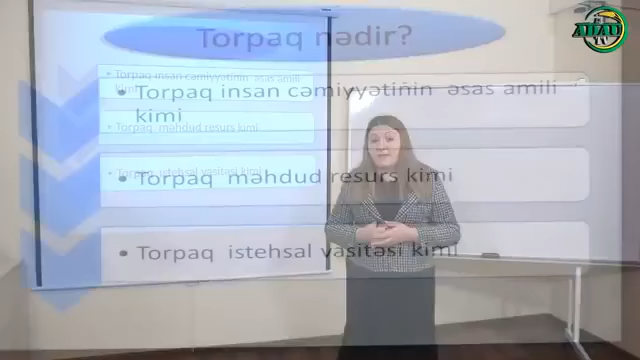 ADAU
TV
Torpaq nədir?
• Torpaq insan cəmiyyətinin əsas amili
kimi
• Torpaq məhdud resurs kimi
• Torpaq istehsal vasitəsi kimi
• Torpaq insan cəmiyyətinin əsas amili
kimi
• Torpaq məhdud resurs kimi
• Torpaq istehsal vasitəsi kimi